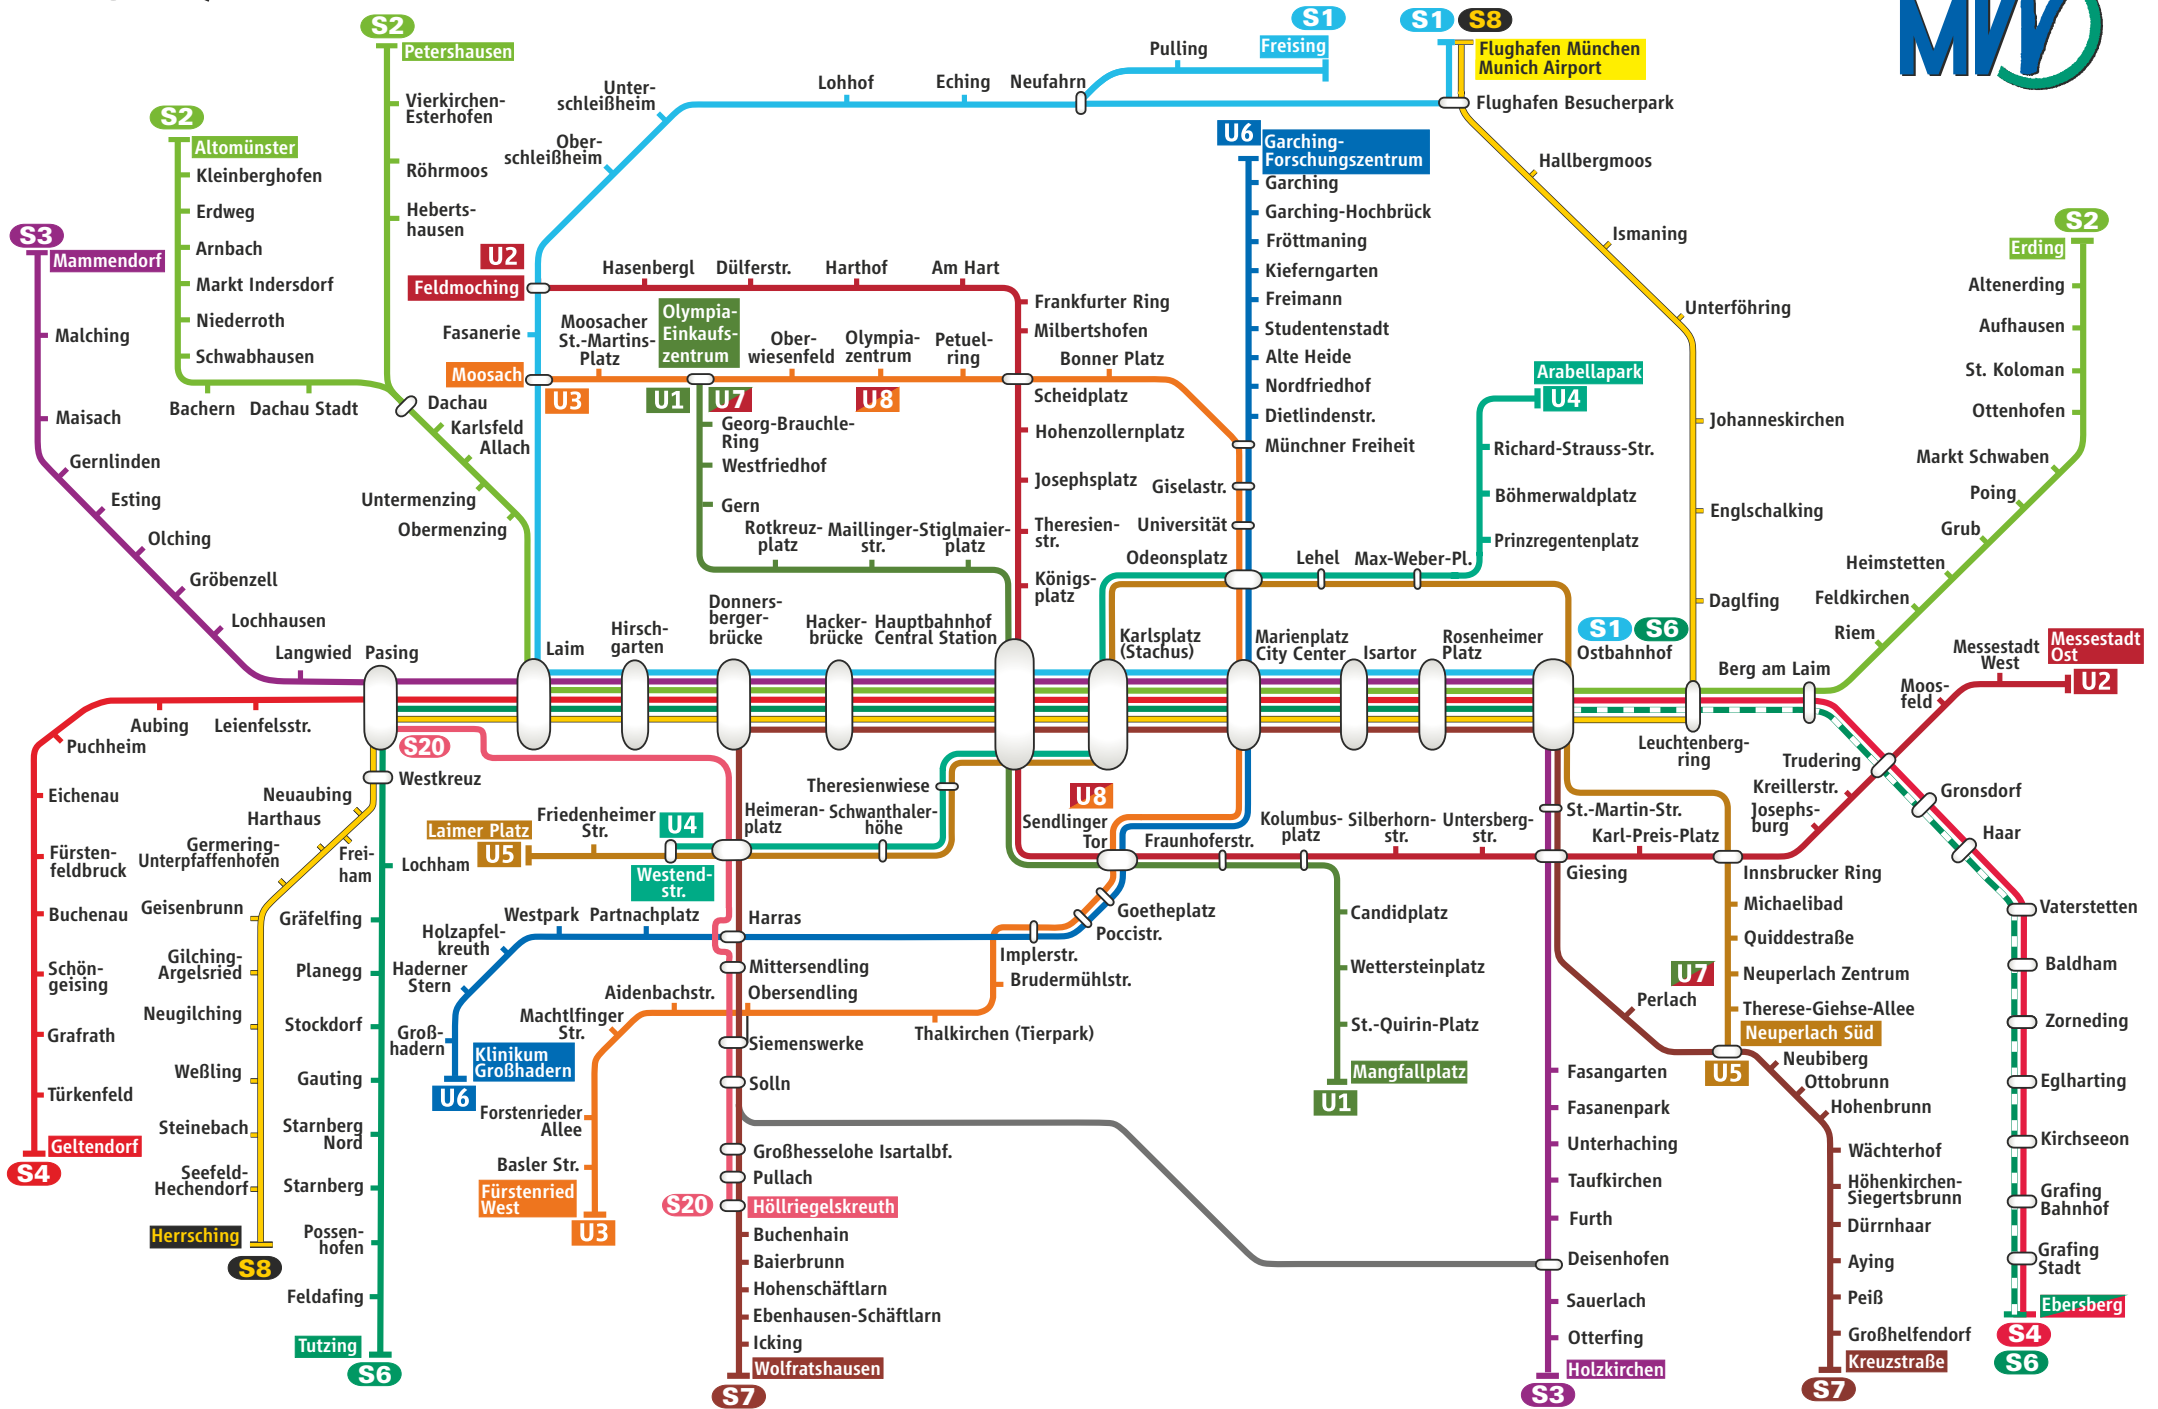 S2
Petershausen
Vierkirchen-
Esterhofen
Röhrmoos
Heberts-
hausen
S2
Altomünster
Kleinberghofen
Erdweg
Arnbach
Markt Indersdorf
Niederroth
Schwabhausen
Bachern
Dachau Stadt
Dachau
Karlsfeld
Allach
Untermenzing
Obermenzing
S3
Mammendorf
Malching
Maisach
Gernlinden
Esting
Olching
Gröbenzell
Lochhausen
Langwied
Pasing
S1
Freising
Pulling
Neufahrn
Eching
Lohhof
Unter-
schleißheim
Ober-
schleißheim
S1
S8
Flughafen München
Munich Airport
Flughafen Besucherpark
Hallbergmoos
Ismaning
Unterföhring
Johanneskirchen
Englschalking
Daglfing
MVV
U6
Garching-
Forschungszentrum
Garching
Garching-Hochbrück
Fröttmaning
Kieferngarten
Freimann
Studentenstadt
Alte Heide
Nordfriedhof
Dietlindenstr.
Münchner Freiheit
Giselastr.
Universität
Odeonsplatz
U2
Feldmoching
Hasenbergl
Dülferstr.
Harthof
Am Hart
Frankfurter Ring
Milbertshofen
Scheidplatz
Hohenzollernplatz
Josephsplatz
Theresien-
str.
Königs-
platz
Fasanerie
Moosach
U3
Moosacher
St.-Martins-
Platz
Olympia-
Einkaufs-
zentrum
U1
U7
Ober-
wiesenfeld
Olympia-
zentrum
U8
Petuel-
ring
Bonner Platz
Georg-Brauchle-
Ring
Westfriedhof
Gern
Rotkreuz-
platz
Maillinger-
str.
Stiglmaier-
platz
Arabellapark
U4
Richard-Strauss-Str.
Böhmerwaldplatz
Prinzregentenplatz
Max-Weber-Pl.
Lehel
S2
Erding
Altenerding
Aufhausen
St. Koloman
Ottenhofen
Markt Schwaben
Poing
Grub
Heimstetten
Feldkirchen
Riem
Berg am Laim
Messestadt
West
Messestadt
Ost
U2
Moos-
feld
Trudering
Kreillerstr.
Josephs-
burg
Laim
Hirsch-
garten
Donners-
berger-
brücke
Hacker-
brücke
Hauptbahnhof
Central Station
Karlsplatz
(Stachus)
Marienplatz
City Center
Isartor
Rosenheimer
Platz
S1
S6
Ostbahnhof
Leuchtenberg-
ring
Aubing
Leienfelsstr.
Puchheim
Eichenau
Fürsten-
feldbruck
Buchenau
Schön-
geising
Grafrath
Türkenfeld
Geltendorf
S4
S20
Westkreuz
Neuaubing
Harthaus
Germering-
Unterpfaffenhofen
Frei-
ham
Geisenbrunn
Gilching-
Argelsried
Neugilching
Weßling
Steinebach
Seefeld-
Hechendorf
Herrsching
S8
Lochham
Gräfelfing
Planegg
Stockdorf
Gauting
Starnberg
Nord
Starnberg
Possen-
hofen
Feldafing
Tutzing
S6
Laimer Platz
U5
Friedenheimer
Str.
U4
Westend-
str.
Heimeran-
platz
Schwanthaler-
höhe
Theresienwiese
U8
Sendlinger
Tor
Fraunhoferstr.
Kolumbus-
platz
Silberhorn-
str.
Untersberg-
str.
St.-Martin-Str.
Karl-Preis-Platz
Giesing
Innsbrucker Ring
Michaelibad
Quiddestraße
Neuperlach Zentrum
Therese-Giehse-Allee
Neuperlach Süd
U5
U7
Perlach
Neubiberg
Ottobrunn
Hohenbrunn
Wächterhof
Höhenkirchen-
Siegertsbrunn
Dürrnhaar
Aying
Peiß
Großhelfendorf
Kreuzstraße
S7
Gronsdorf
Haar
Vaterstetten
Baldham
Zorneding
Eglharting
Kirchseeon
Grafing
Bahnhof
Grafing
Stadt
Ebersberg
S4
S6
Candidplatz
Wettersteinplatz
St.-Quirin-Platz
Mangfallplatz
U1
Goetheplatz
Poccistr.
Implerstr.
Brudermühlstr.
Thalkirchen (Tierpark)
Harras
Mittersendling
Obersendling
Siemenswerke
Solln
Großhesselohe Isartalbf.
Pullach
S20
Höllriegelskreuth
Buchenhain
Baierbrunn
Hohenschäftlarn
Ebenhausen-Schäftlarn
Icking
Wolfratshausen
S7
Partnachplatz
Westpark
Holzapfel-
kreuth
Haderner
Stern
Groß-
hadern
Klinikum
Großhadern
U6
Aidenbachstr.
Machtlfinger
Str.
Forstenrieder
Allee
Basler Str.
Fürstenried
West
U3
Fasangarten
Fasanenpark
Unterhaching
Taufkirchen
Furth
Deisenhofen
Sauerlach
Otterfing
Holzkirchen
S3